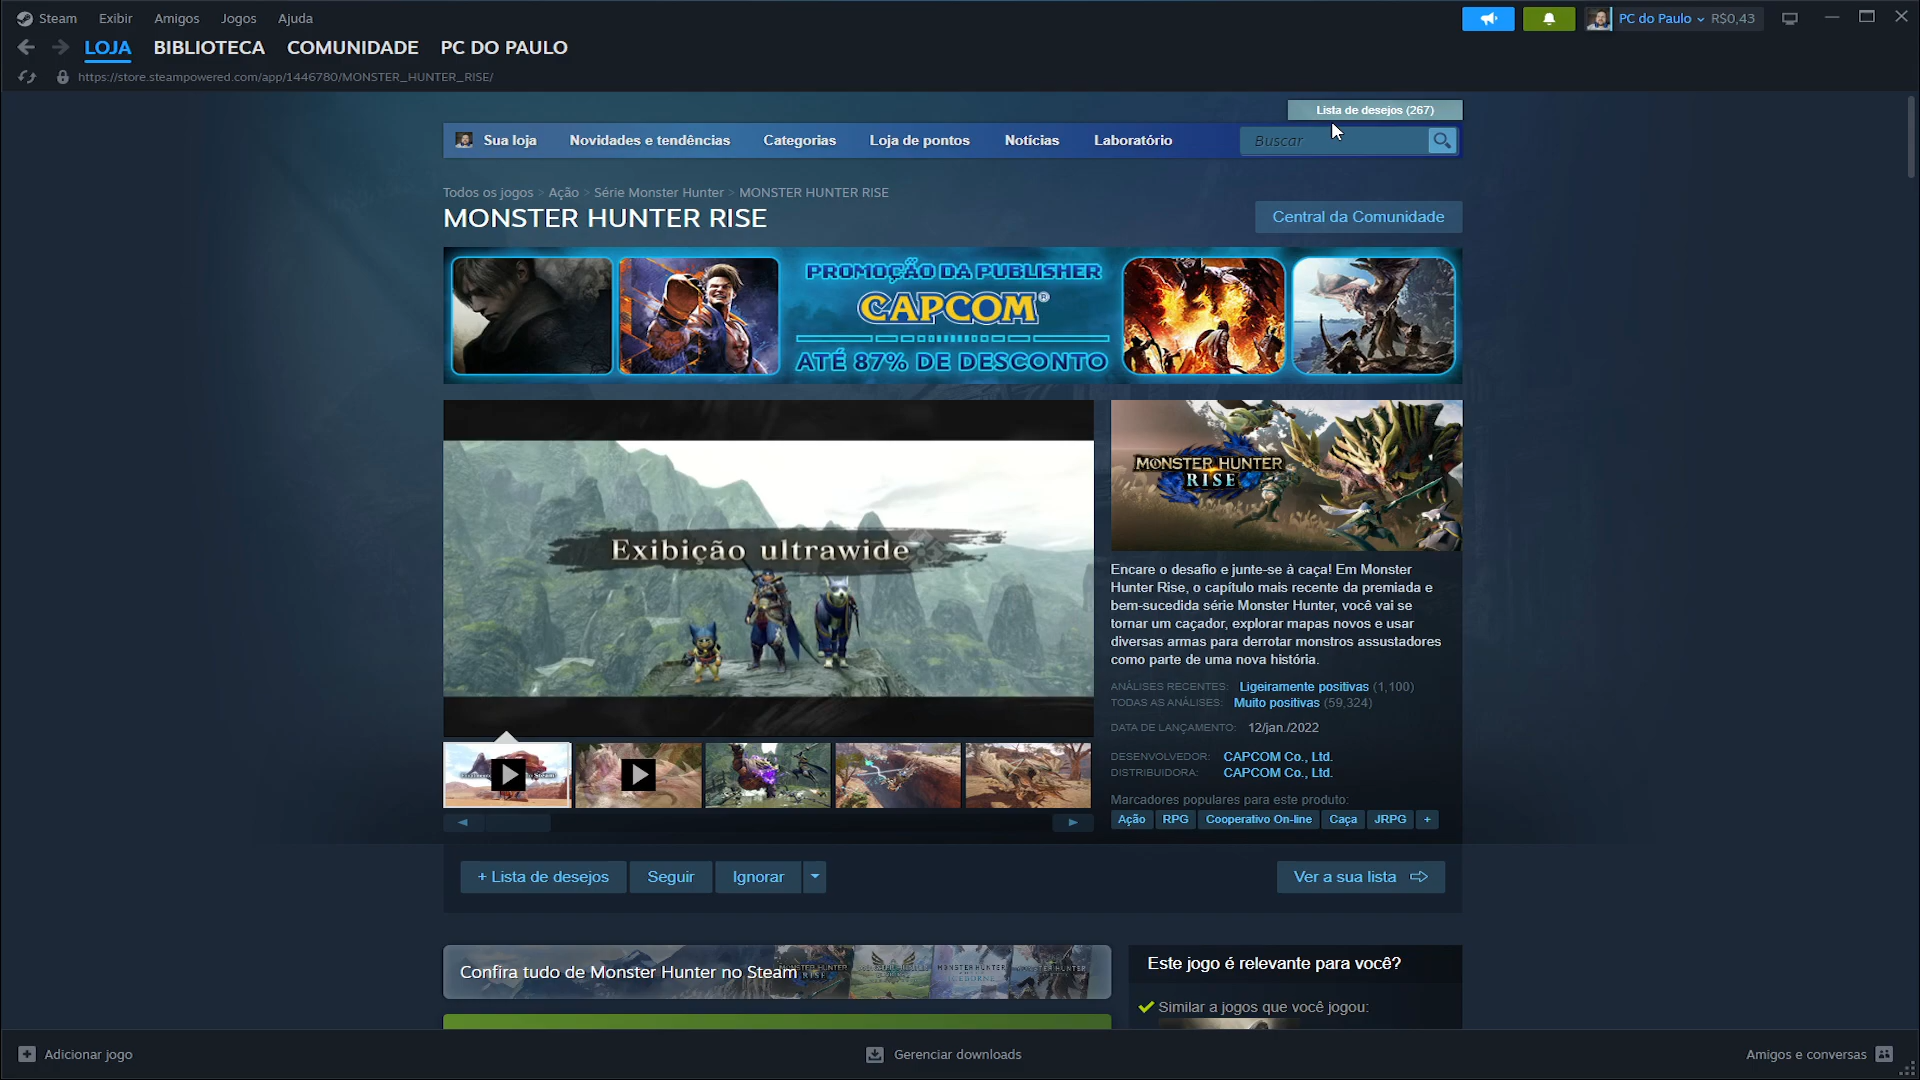 Steam Exibir Amigos Jogos Ajuda
PC do Paulo R$0,43
LOJA BIBLIOTECA COMUNIDADE PC DO PAULO
https://store.steampowered.com/app/1446780/MONSTER_HUNTER_RISE/
Lista de desejos (267)
Sua loja Novidades e tendências Categorias Loja de pontos Notícias Laboratório Buscar
Todos os jogos > Ação > Série Monster Hunter > MONSTER HUNTER RISE
MONSTER HUNTER RISE
Central da Comunidade
PROMOÇÃO DA PUBLISHER
CAPCOM®
ATÉ 87% DE DESCONTO
Exibição ultrawide
MONSTER HUNTER
RISE
Encare o desafio e junte-se à caça! Em Monster
Hunter Rise, o capítulo mais recente da premiada e
bem-sucedida série Monster Hunter, você vai se
tornar um caçador, explorar mapas novos e usar
diversas armas para derrotar monstros assustadores
como parte de uma nova história.
ANÁLISES RECENTES: Ligeiramente positivas (1,100)
TODAS AS ANÁLISES: Muito positivas (59,324)
DATA DE LANÇAMENTO: 12/jan./2022
DESENVOLVEDOR: CAPCOM Co., Ltd.
DISTRIBUIDORA: CAPCOM Co., Ltd.
Marcadores populares para este produto:
Ação RPG Cooperativo On-line Caça JRPG +
+ Lista de desejos Seguir Ignorar
Ver a sua lista
Confira tudo de Monster Hunter no Steam
Este jogo é relevante para você?
Similar a jogos que você jogou:
Adicionar jogo
Gerenciar downloads
Amigos e conversas